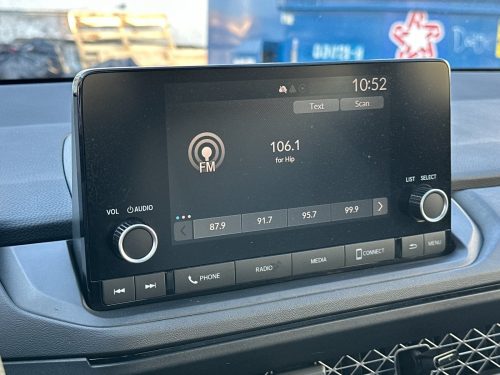 10:52
Text Scan
106.1
for Hip
FM
VOL AUDIO
LIST SELECT
87.9 91.7 95.7 99.9
PHONE RADIO MEDIA CONNECT MENU